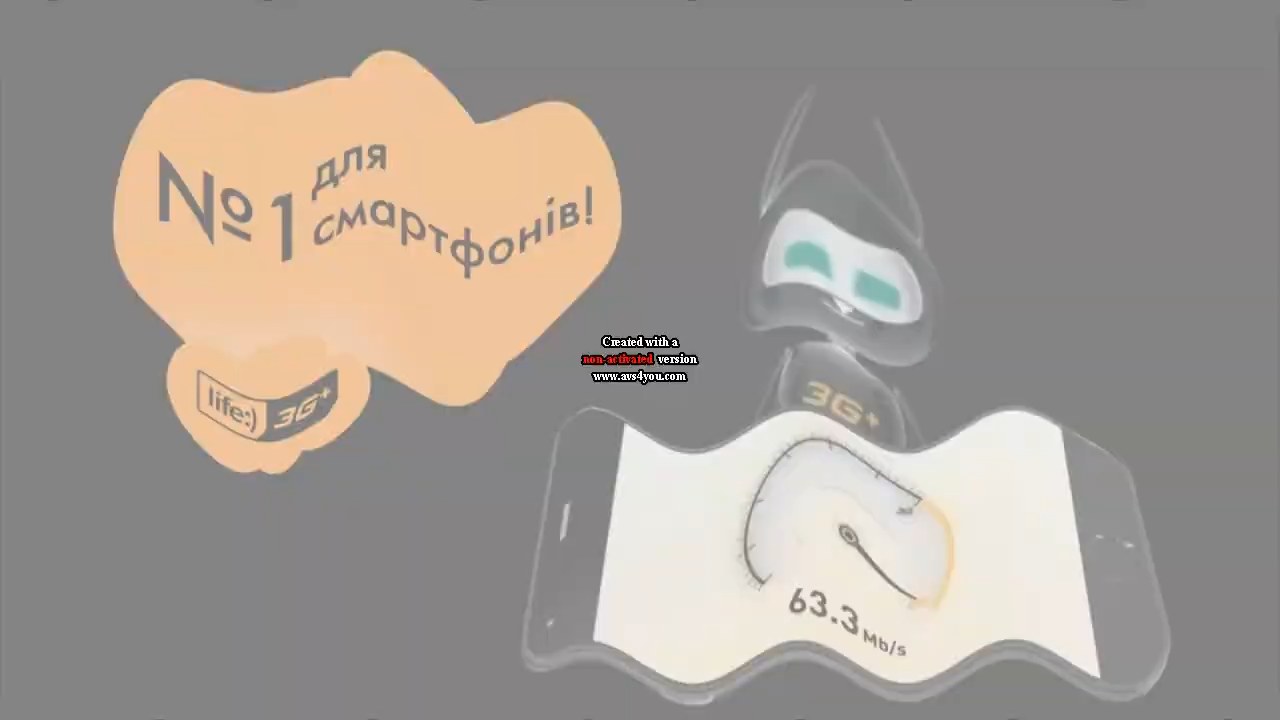 №1 для
смартфонів!
life:) 3G+
Created with a
non-activated version
www.avs4you.com
3G+
63.3 Mb/s